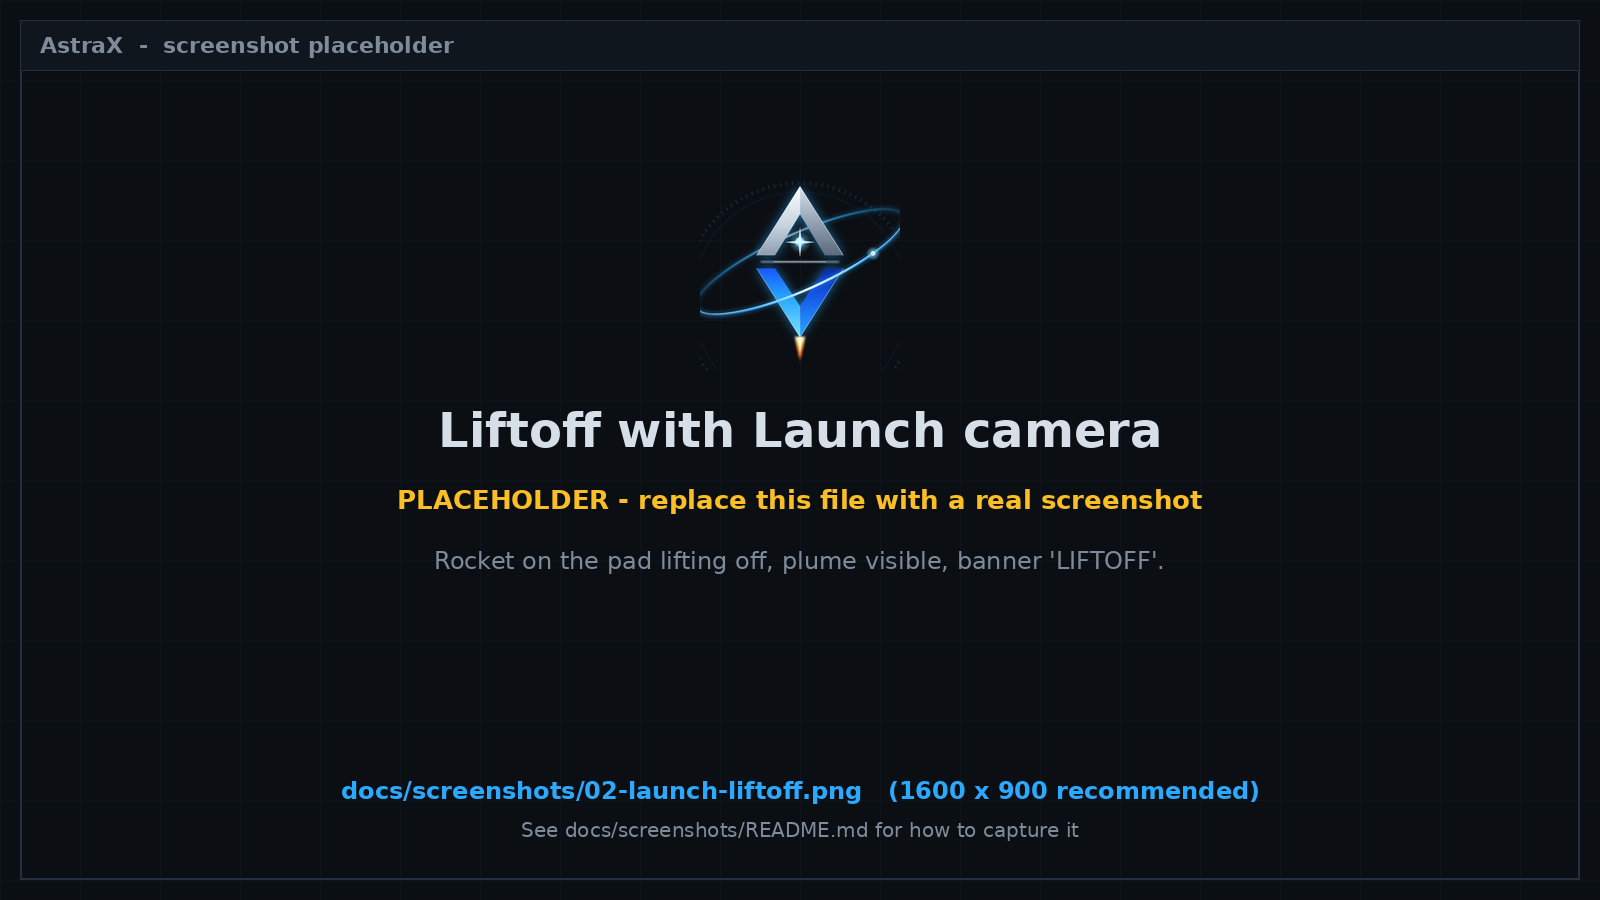 AstraX - screenshot placeholder
Liftoff with Launch camera
PLACEHOLDER - replace this file with a real screenshot
Rocket on the pad lifting off, plume visible, banner 'LIFTOFF'.
docs/screenshots/02-launch-liftoff.png (1600 x 900 recommended)
See docs/screenshots/README.md for how to capture it